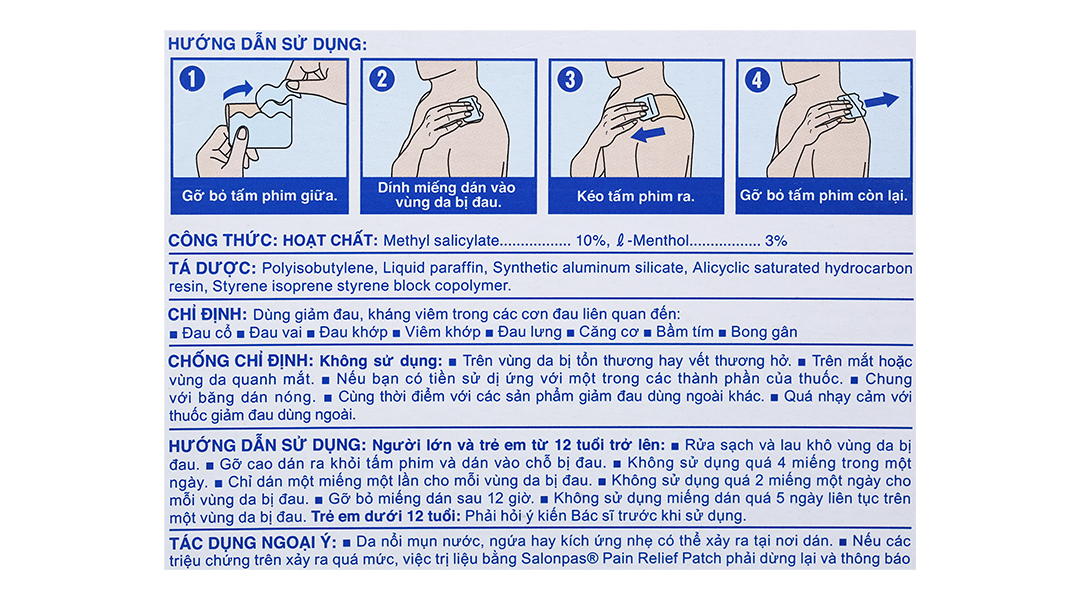 HƯỚNG DẪN SỬ DỤNG:
1
2
3
4
Gỡ bỏ tấm phim giữa.
Dính miếng dán vào
vùng da bị đau.
Kéo tấm phim ra.
Gỡ bỏ tấm phim còn lại.
CÔNG THỨC: HOẠT CHẤT: Methyl salicylate................. 10%, ℓ-Menthol................. 3%
TÁ DƯỢC: Polyisobutylene, Liquid paraffin, Synthetic aluminum silicate, Alicyclic saturated hydrocarbon
resin, Styrene isoprene styrene block copolymer.
CHỈ ĐỊNH: Dùng giảm đau, kháng viêm trong các cơn đau liên quan đến:
■ Đau cổ ■ Đau vai ■ Đau khớp ■ Viêm khớp ■ Đau lưng ■ Căng cơ ■ Bầm tím ■ Bong gân
CHỐNG CHỈ ĐỊNH: Không sử dụng: ■ Trên vùng da bị tổn thương hay vết thương hở. ■ Trên mắt hoặc
vùng da quanh mắt. ■ Nếu bạn có tiền sử dị ứng với một trong các thành phần của thuốc. ■ Chung
với băng dán nóng. ■ Cùng thời điểm với các sản phẩm giảm đau dùng ngoài khác. ■ Quá nhạy cảm với
thuốc giảm đau dùng ngoài.
HƯỚNG DẪN SỬ DỤNG: Người lớn và trẻ em từ 12 tuổi trở lên: ■ Rửa sạch và lau khô vùng da bị
đau. ■ Gỡ cao dán ra khỏi tấm phim và dán vào chỗ bị đau. ■ Không sử dụng quá 4 miếng trong một
ngày. ■ Chỉ dán một miếng một lần cho mỗi vùng da bị đau. ■ Không sử dụng quá 2 miếng một ngày cho
mỗi vùng da bị đau. ■ Gỡ bỏ miếng dán sau 12 giờ. ■ Không sử dụng miếng dán quá 5 ngày liên tục trên
một vùng da bị đau. Trẻ em dưới 12 tuổi: Phải hỏi ý kiến Bác sĩ trước khi sử dụng.
TÁC DỤNG NGOẠI Ý: ■ Da nổi mụn nước, ngứa hay kích ứng nhẹ có thể xảy ra tại nơi dán. ■ Nếu các
triệu chứng trên xảy ra quá mức, việc trị liệu bằng Salonpas® Pain Relief Patch phải dừng lại và thông báo